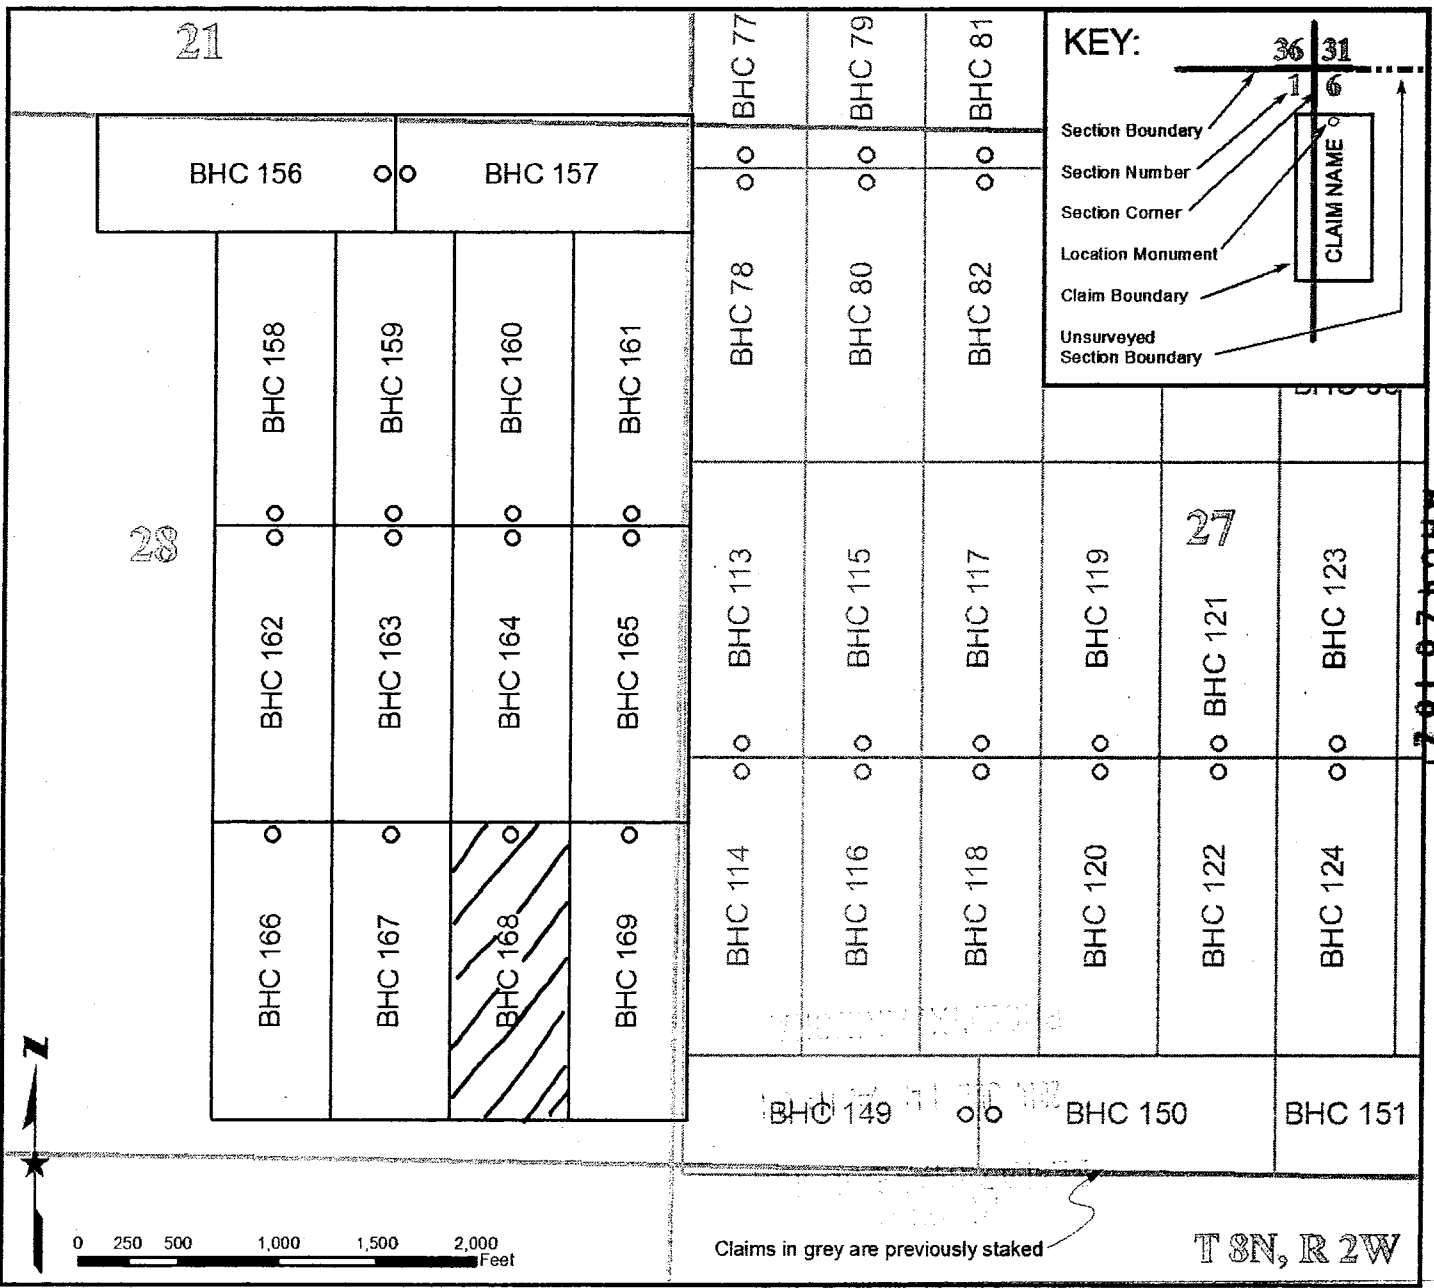 21
BHC 77
BHC 79
BHC 81
KEY:
36 31
1 6
Section Boundary
Section Number
Section Corner
Location Monument
Claim Boundary
Unsurveyed
Section Boundary
CLAIM NAME
BHC 156
BHC 157
BHC 78
BHC 80
BHC 82
BHC 158
BHC 159
BHC 160
BHC 161
28
27
BHC 113
BHC 115
BHC 117
BHC 119
BHC 121
BHC 123
BHC 162
BHC 163
BHC 164
BHC 165
BHC 114
BHC 116
BHC 118
BHC 120
BHC 122
BHC 124
BHC 166
BHC 167
BHC 168
BHC 169
N
BHC 149
BHC 150
BHC 151
0 250 500 1,000 1,500 2,000
Feet
Claims in grey are previously staked
T 8N, R 2W